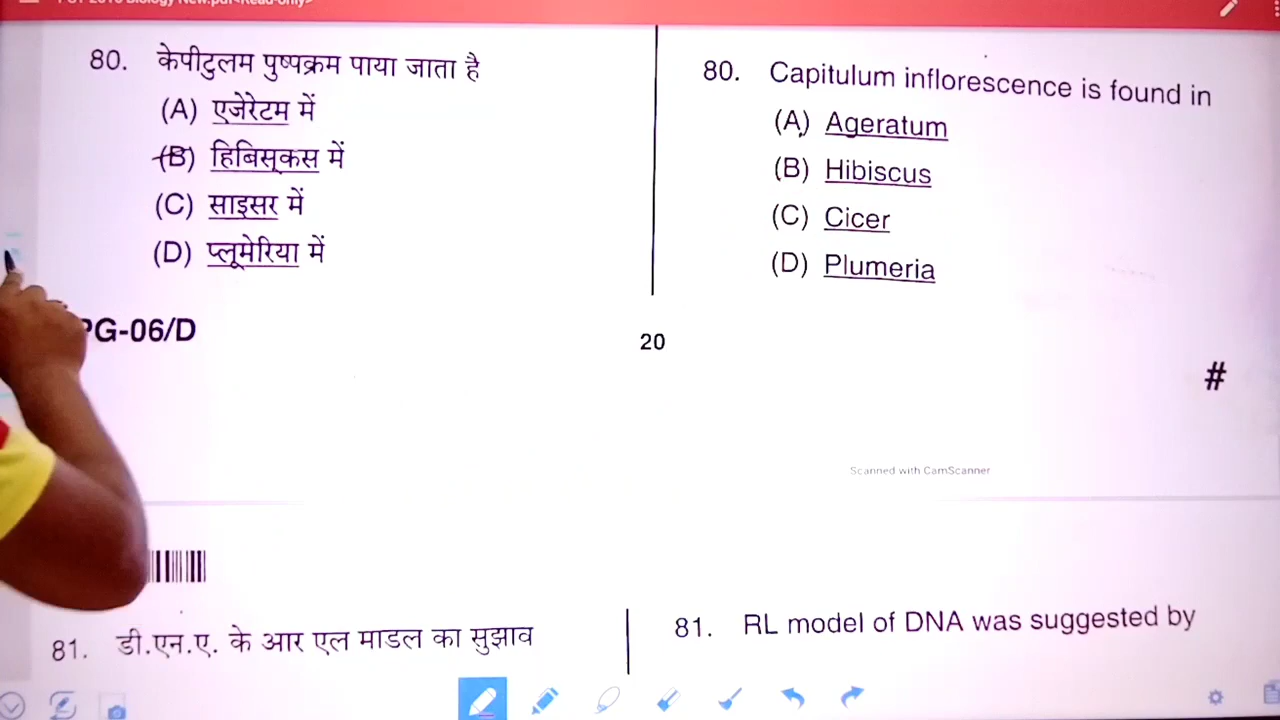 80. केपीटुलम पुष्पक्रम पाया जाता है
(A) एजेरेटम में
(B) हिबिस्कस में
(C) साइसर में
(D) प्लूमेरिया में
80. Capitulum inflorescence is found in
(A) Ageratum
(B) Hibiscus
(C) Cicer
(D) Plumeria
PG-06/D
20
#
Scanned with CamScanner
81. डी.एन.ए. के आर एल माडल का सुझाव
81. RL model of DNA was suggested by